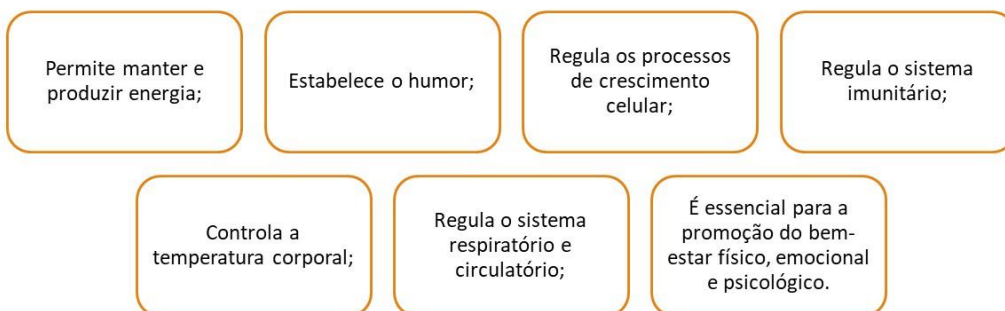 Permite manter e
produzir energia;
Estabelece o humor;
Regula os processos
de crescimento
celular;
Regula o sistema
imunitário;
Controla a
temperatura corporal;
Regula o sistema
respiratório e
circulatório;
É essencial para a
promoção do bem-
estar físico, emocional
e psicológico.